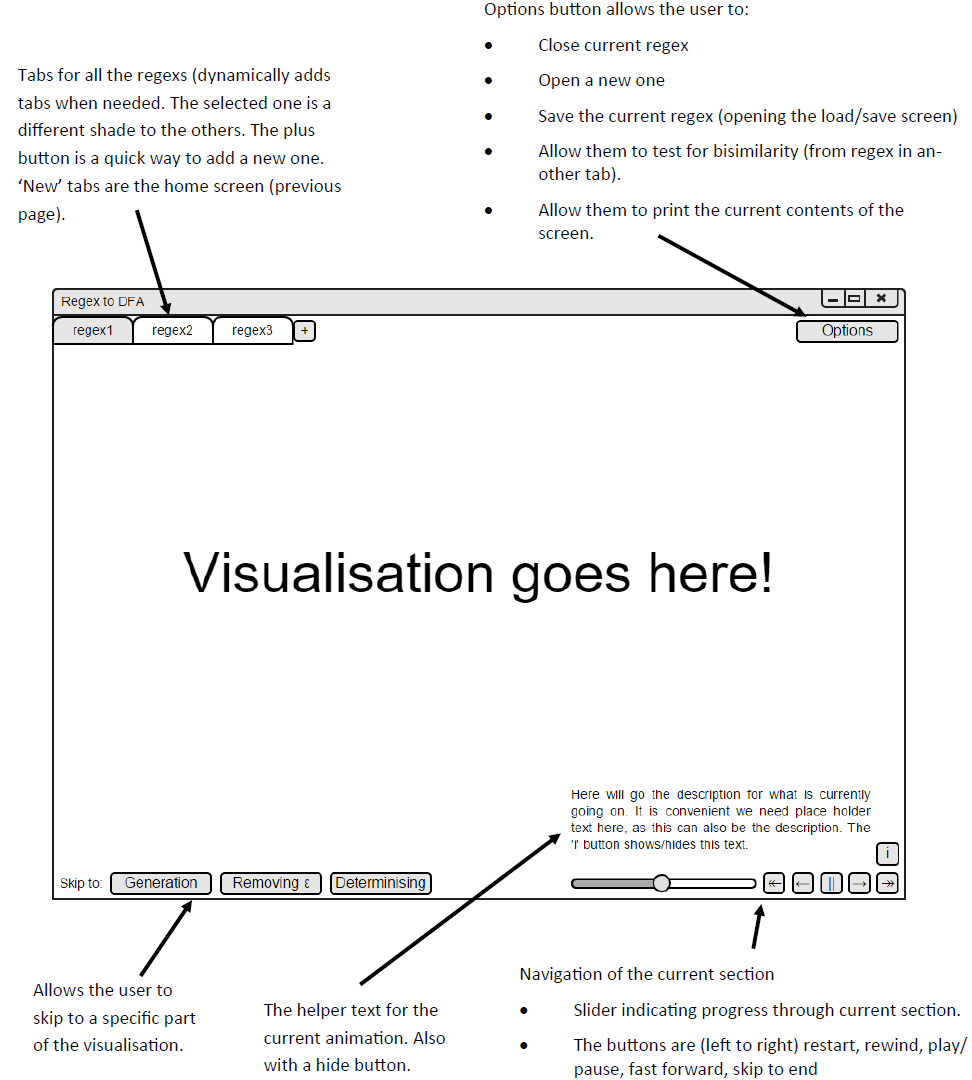 Options button allows the user to:
• Close current regex
• Open a new one
• Save the current regex (opening the load/save screen)
• Allow them to test for bisimilarity (from regex in an-
other tab).
• Allow them to print the current contents of the
screen.
Tabs for all the regexs (dynamically adds
tabs when needed. The selected one is a
different shade to the others. The plus
button is a quick way to add a new one.
‘New’ tabs are the home screen (previous
page).
Regex to DFA
regex1 regex2 regex3 + Options
Visualisation goes here!
Here will go the description for what is currently
going on. It is convenient we need place holder
text here, as this can also be the description. The
'i' button shows/hides this text.
i
Skip to: Generation Removing ε Determinising
Allows the user to
skip to a specific part
of the visualisation.
The helper text for the
current animation. Also
with a hide button.
Navigation of the current section
• Slider indicating progress through current section.
• The buttons are (left to right) restart, rewind, play/
pause, fast forward, skip to end